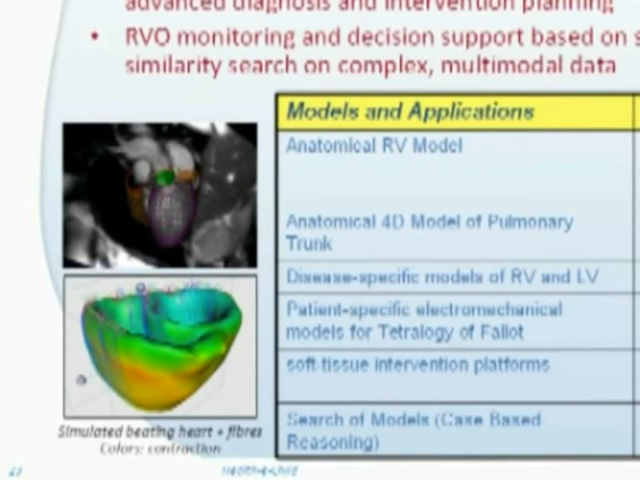 advanced diagnosis and intervention planning
• RVO monitoring and decision support based on s
similarity search on complex, multimodal data
Models and Applications
Anatomical RV Model
Anatomical 4D Model of Pulmonary
Trunk
Disease-specific models of RV and LV
Patient-specific electromechanical
models for Tetralogy of Fallot
soft tissue intervention platforms
Search of Models (Case Based
Reasoning)
Simulated beating heart + fibres
Colors: contraction
Health-e-Child